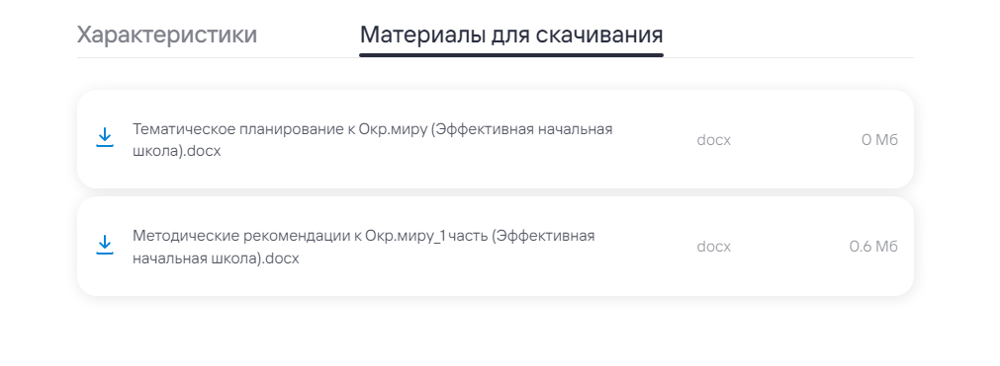 Характеристики Материалы для скачивания
Тематическое планирование к Окр.миру (Эффективная начальная
школа).docx
docx
0 Мб
Методические рекомендации к Окр.миру_1 часть (Эффективная
начальная школа).docx
docx
0.6 Мб